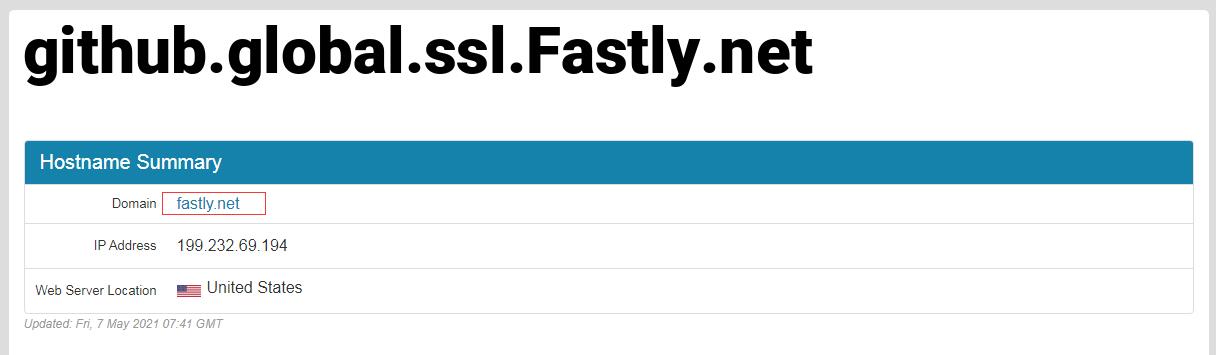 github.global.ssl.Fastly.net
Hostname Summary
Domain fastly.net
IP Address 199.232.69.194
Web Server Location United States
Updated: Fri, 7 May 2021 07:41 GMT